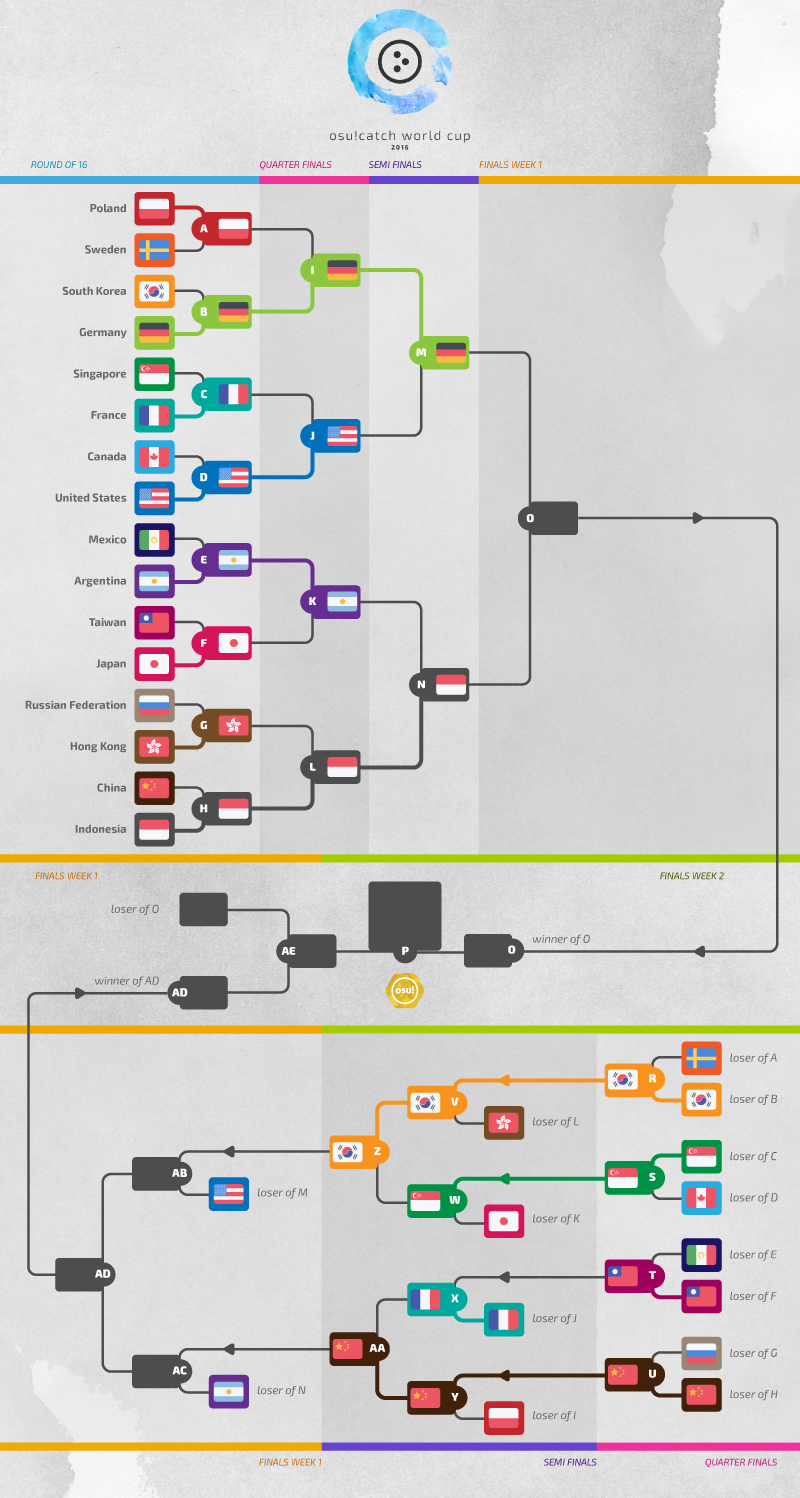 osu!catch world cup
2016
ROUND OF 16
QUARTER FINALS
SEMI FINALS
FINALS WEEK 1
Poland
A
Sweden
I
South Korea
B
Germany
M
Singapore
C
France
J
Canada
D
United States
O
Mexico
E
Argentina
K
Taiwan
F
Japan
N
Russian Federation
G
Hong Kong
L
China
H
Indonesia
FINALS WEEK 1
FINALS WEEK 2
loser of O
AE
P
O
winner of O
winner of AD
AD
osu!
R
loser of A
loser of B
V
loser of L
Z
S
loser of C
loser of D
W
loser of K
AB
loser of M
AD
T
loser of E
loser of F
X
loser of J
AA
U
loser of G
loser of H
Y
loser of I
AC
loser of N
FINALS WEEK 1
SEMI FINALS
QUARTER FINALS